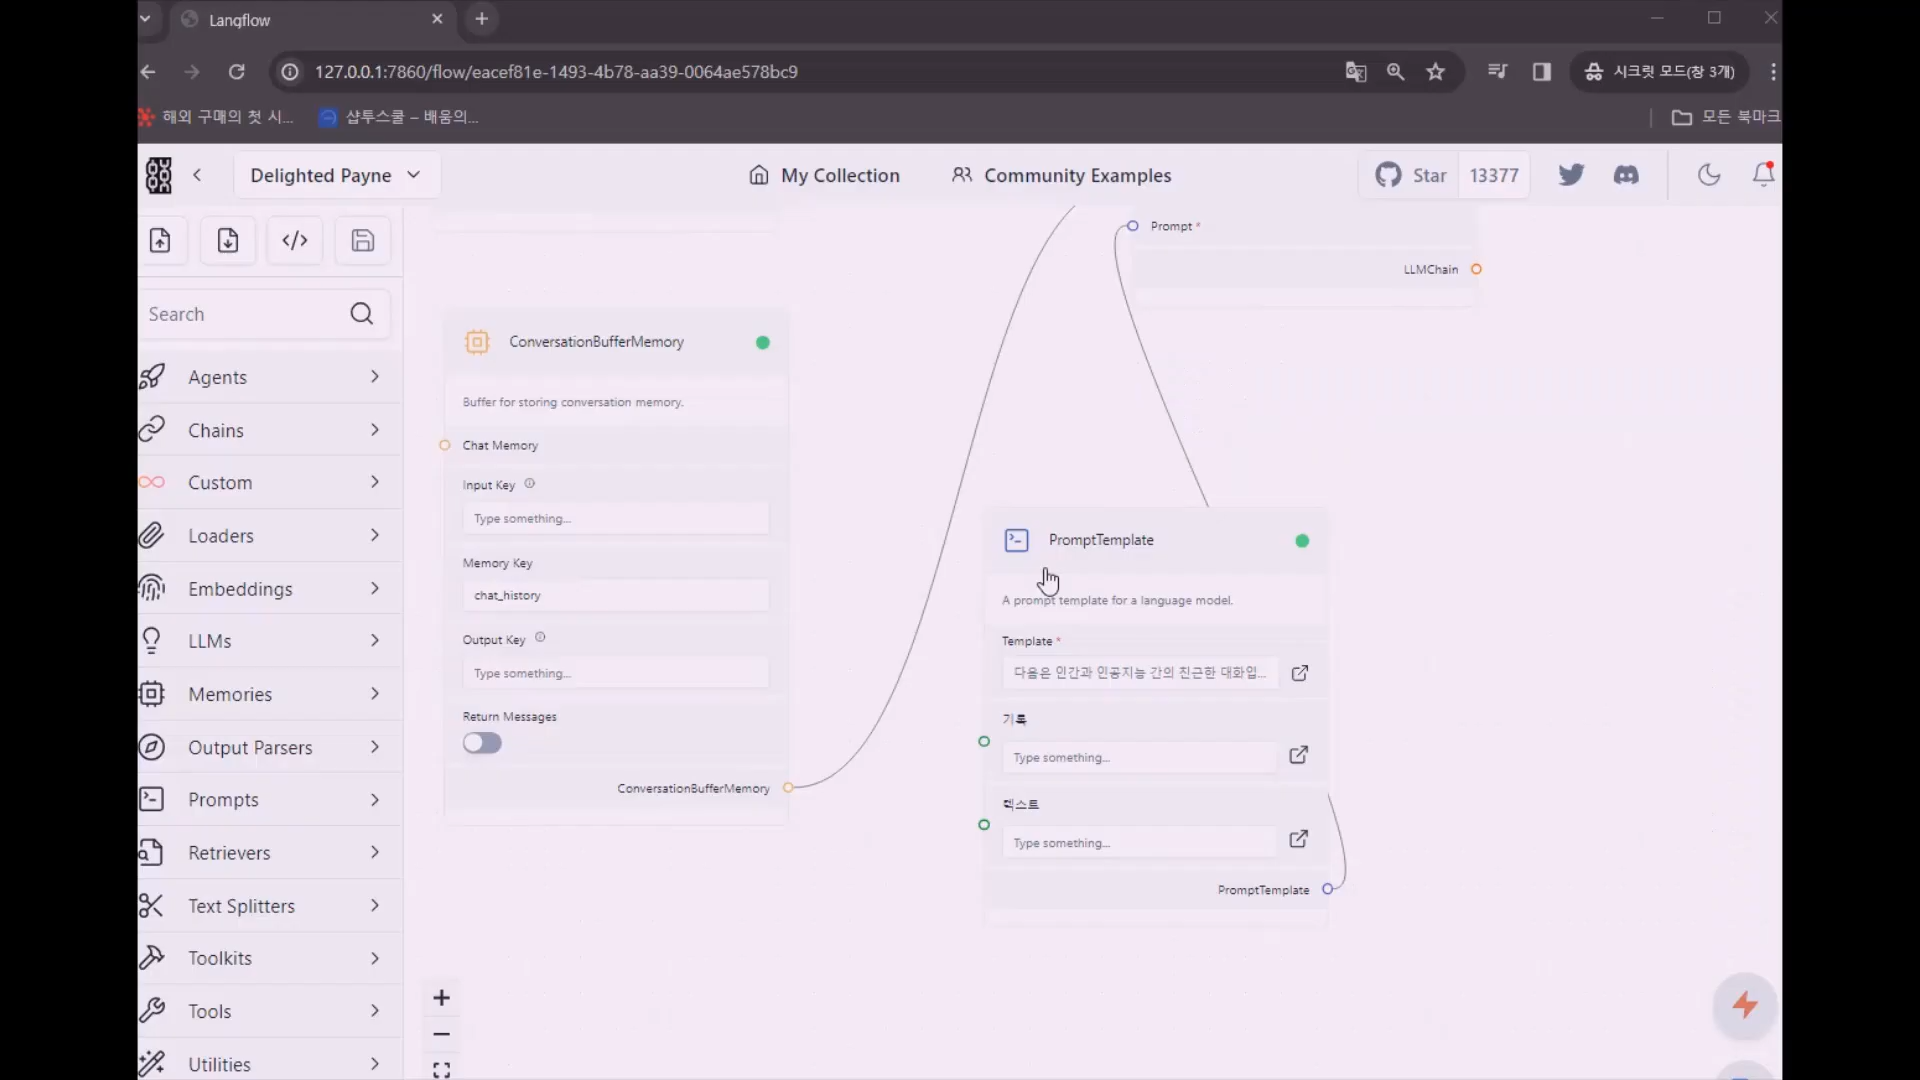 Langflow
127.0.0.1:7860/flow/eacef81e-1493-4b78-aa39-0064ae578bc9
시크릿 모드(창 3개)
해외 구매의 첫 시...
샵투스쿨 – 배움의...
모든 북마크
Delighted Payne
My Collection
Community Examples
Star 13377
Search
Agents
Chains
Custom
Loaders
Embeddings
LLMs
Memories
Output Parsers
Prompts
Retrievers
Text Splitters
Toolkits
Tools
Utilities
ConversationBufferMemory
Buffer for storing conversation memory.
Chat Memory
Input Key
Type something...
Memory Key
chat_history
Output Key
Type something...
Return Messages
ConversationBufferMemory
Prompt *
LLMChain
PromptTemplate
A prompt template for a language model.
Template *
다음은 인간과 인공지능 간의 친근한 대화입...
기록
Type something...
텍스트
Type something...
PromptTemplate